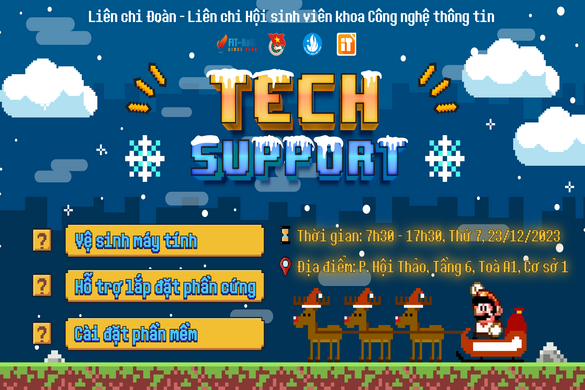 Liên chi Đoàn - Liên chi Hội sinh viên khoa Công nghệ thông tin
TECH
SUPPORT
? Vệ sinh máy tính
? Hỗ trợ lắp đặt phần cứng
? Cài đặt phần mềm
Thời gian: 7h30 - 17h30, Thứ 7, 23/12/2023
Địa điểm: P. Hội Thảo, Tầng 6, Toà A1, Cơ sở 1